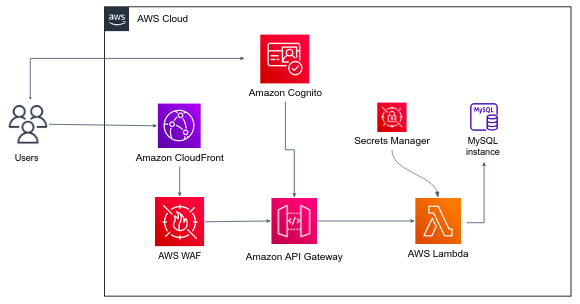 aws
AWS Cloud
Amazon Cognito
Users
Amazon CloudFront
Secrets Manager
MySQL
MySQL
instance
AWS WAF
</>
Amazon API Gateway
AWS Lambda